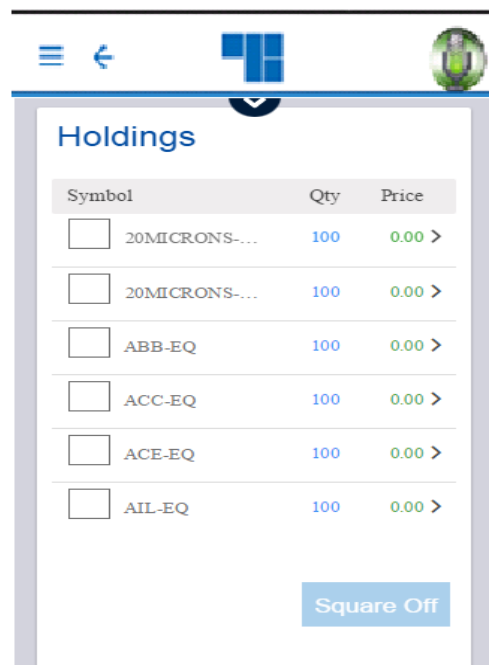 Holdings
Symbol Qty Price
20MICRONS-... 100 0.00
20MICRONS-... 100 0.00
ABB-EQ 100 0.00
ACC-EQ 100 0.00
ACE-EQ 100 0.00
AIL-EQ 100 0.00
Square Off